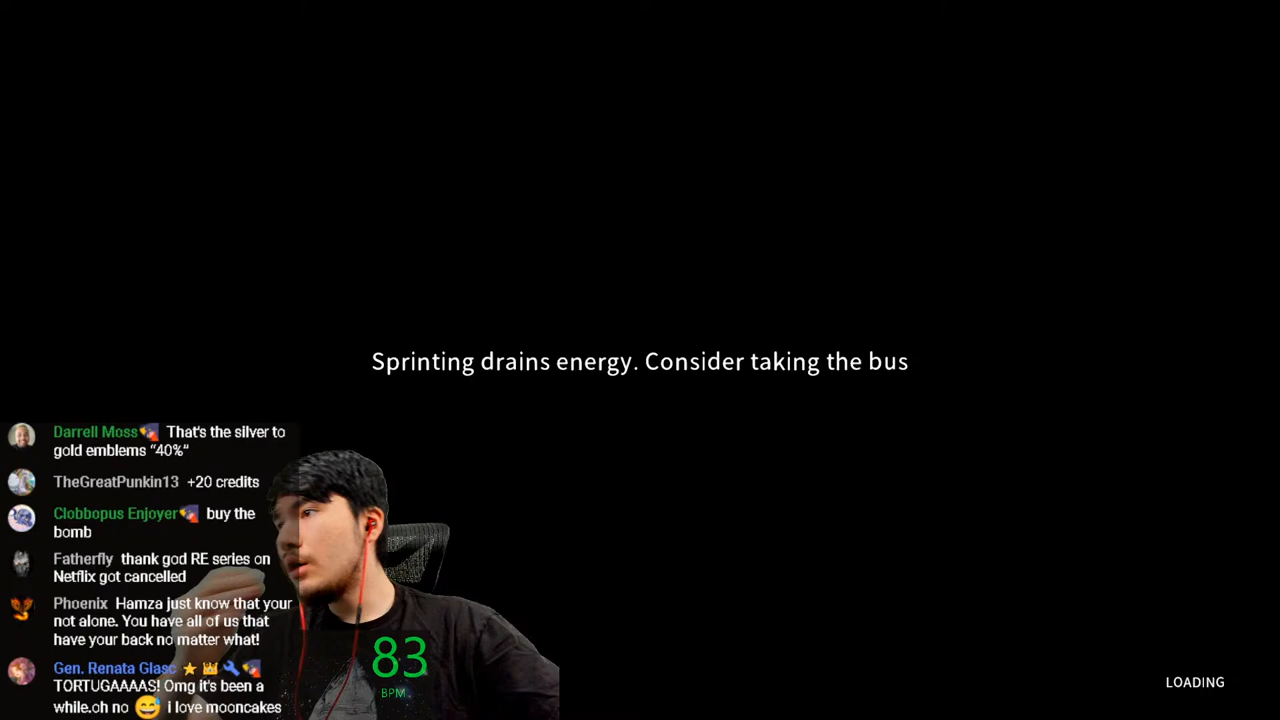 Sprinting drains energy. Consider taking the bus
Darrell Moss That's the silver to
gold emblems “40%”
TheGreatPunkin13 +20 credits
Clobbopus Enjoyer buy the
bomb
Fatherfly thank god RE series on
Netflix got cancelled
Phoenix Hamza just know that your
not alone. You have all of us that
have your back no matter what!
Gen. Renata Glasc
TORTUGAAAAS! Omg it's been a
while.oh no 😅 i love mooncakes
83
BPM
LOADING